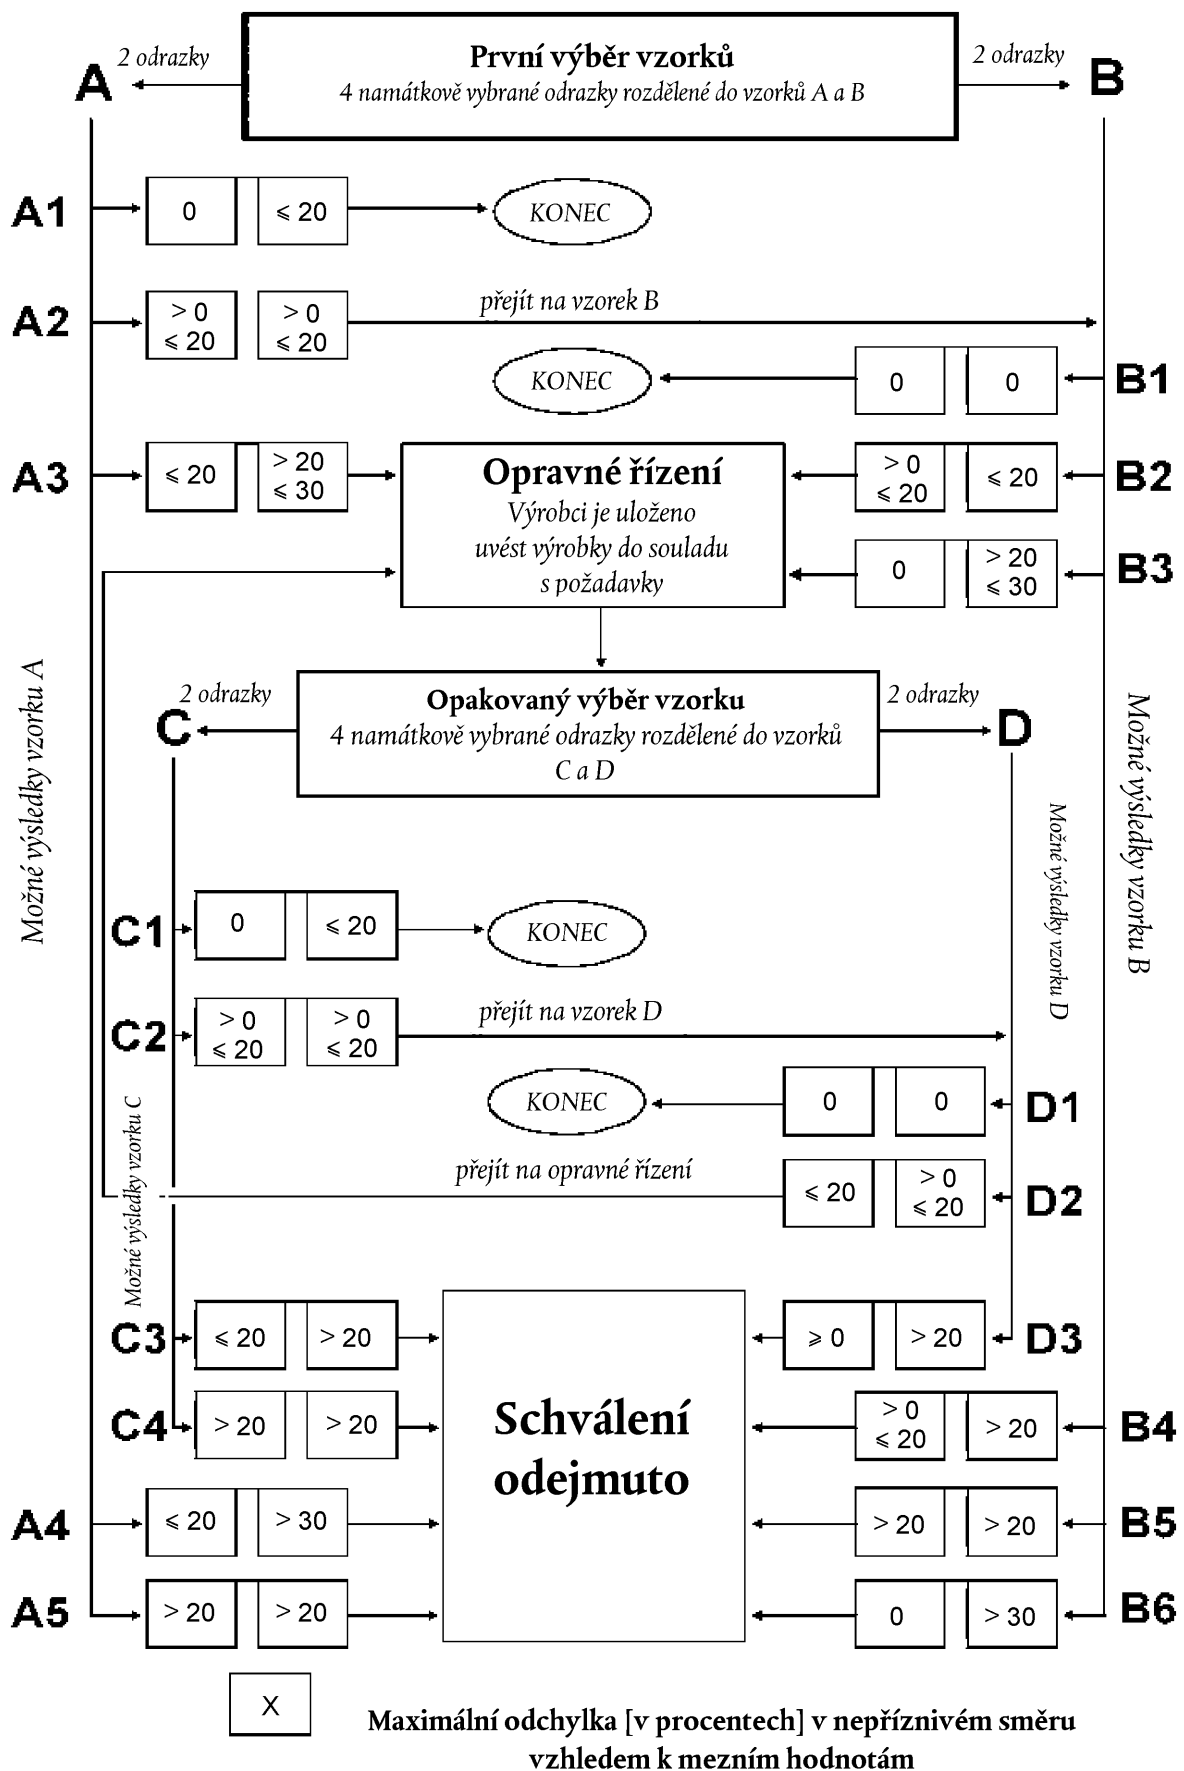 První výběr vzorků
4 namátkově vybrané odrazky rozdělené do vzorků A a B
A
2 odrazky
2 odrazky
B
A1
0
⩽ 20
KONEC
A2
> 0
⩽ 20
> 0
⩽ 20
přejít na vzorek B
KONEC
0
0
B1
A3
⩽ 20
> 20
⩽ 30
Opravné řízení
Výrobci je uloženo
uvést výrobky do souladu
s požadavky
> 0
⩽ 20
⩽ 20
B2
0
> 20
⩽ 30
B3
Možné výsledky vzorku A
Možné výsledky vzorku B
C
2 odrazky
Opakovaný výběr vzorku
4 namátkově vybrané odrazky rozdělené do vzorků
C a D
2 odrazky
D
Možné výsledky vzorku D
C1
0
⩽ 20
KONEC
C2
> 0
⩽ 20
> 0
⩽ 20
přejít na vzorek D
KONEC
0
0
D1
Možné výsledky vzorku C
přejít na opravné řízení
⩽ 20
> 0
⩽ 20
D2
C3
⩽ 20
> 20
Schválení
odejmuto
⩾ 0
> 20
D3
C4
> 20
> 20
> 0
⩽ 20
> 20
B4
A4
⩽ 20
> 30
> 20
> 20
B5
A5
> 20
> 20
0
> 30
B6
X
Maximální odchylka [v procentech] v nepříznivém směru
vzhledem k mezním hodnotám